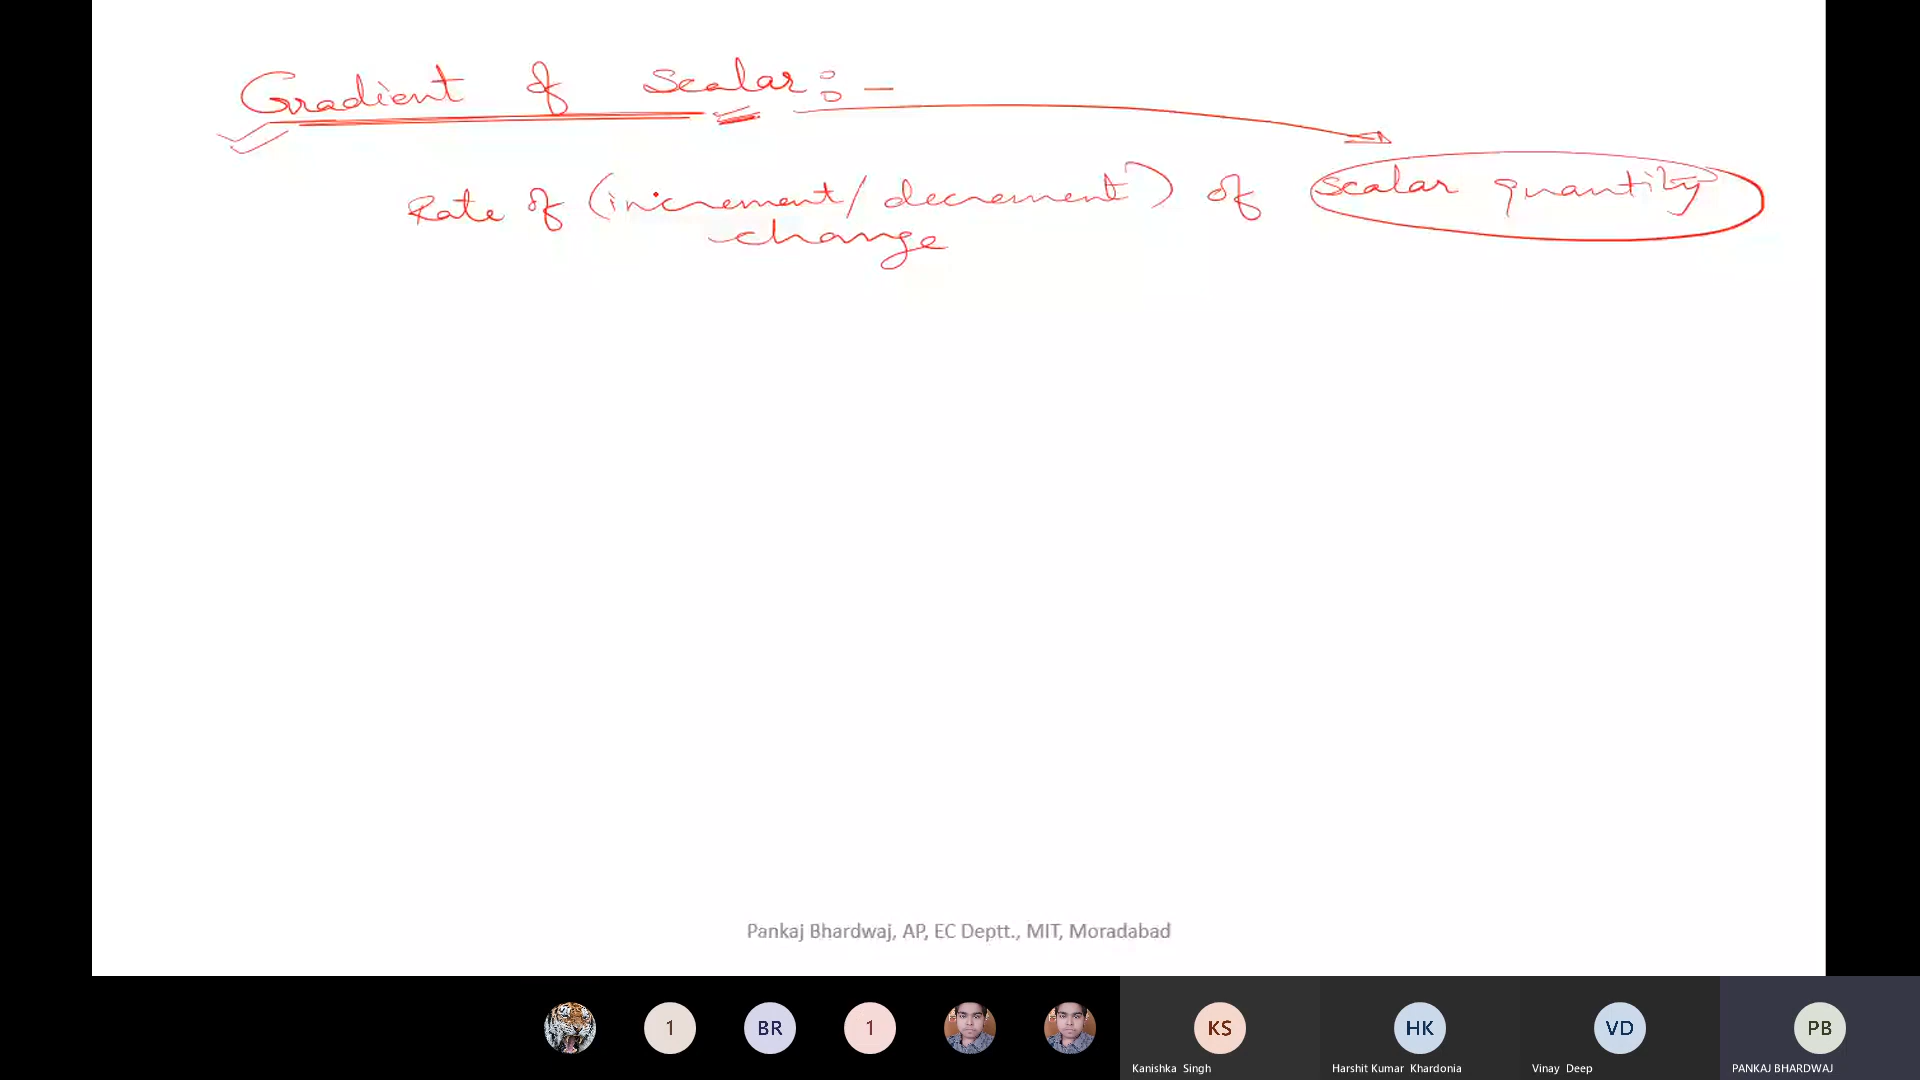 Gradient of Scalar: -
Rate of (increment/decrement) of scalar quantity
change
Pankaj Bhardwaj, AP, EC Deptt., MIT, Moradabad
1
BR
1
KS
HK
VD
PB
Kanishka Singh
Harshit Kumar Khardonia
Vinay Deep
PANKAJ BHARDWAJ